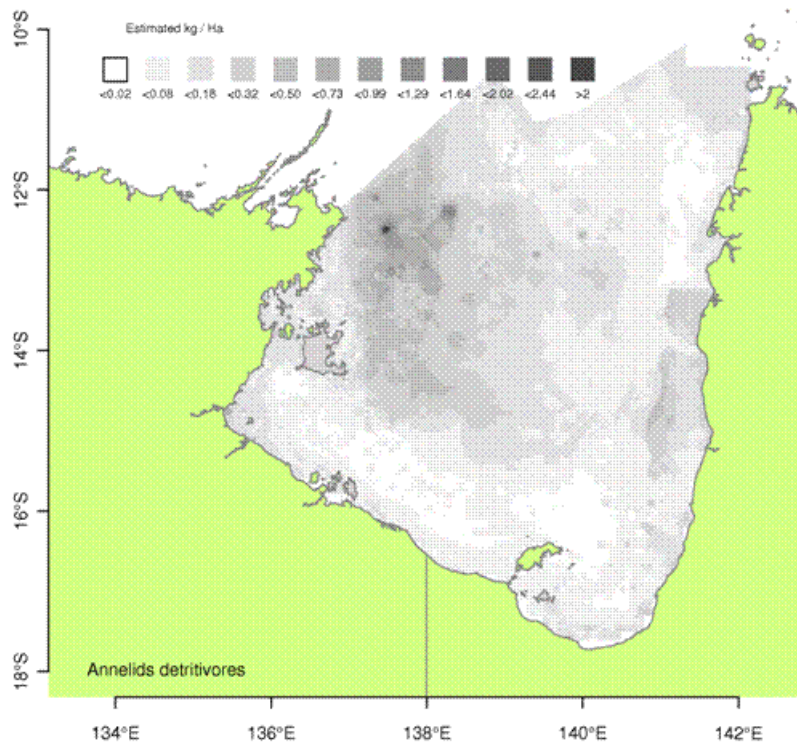 Estimated kg / Ha
<0.02 <0.08 <0.18 <0.32 <0.50 <0.73 <0.99 <1.29 <1.64 <2.02 <2.44 >2
10°S
12°S
14°S
16°S
18°S
Annelids detritivores
134°E 136°E 138°E 140°E 142°E